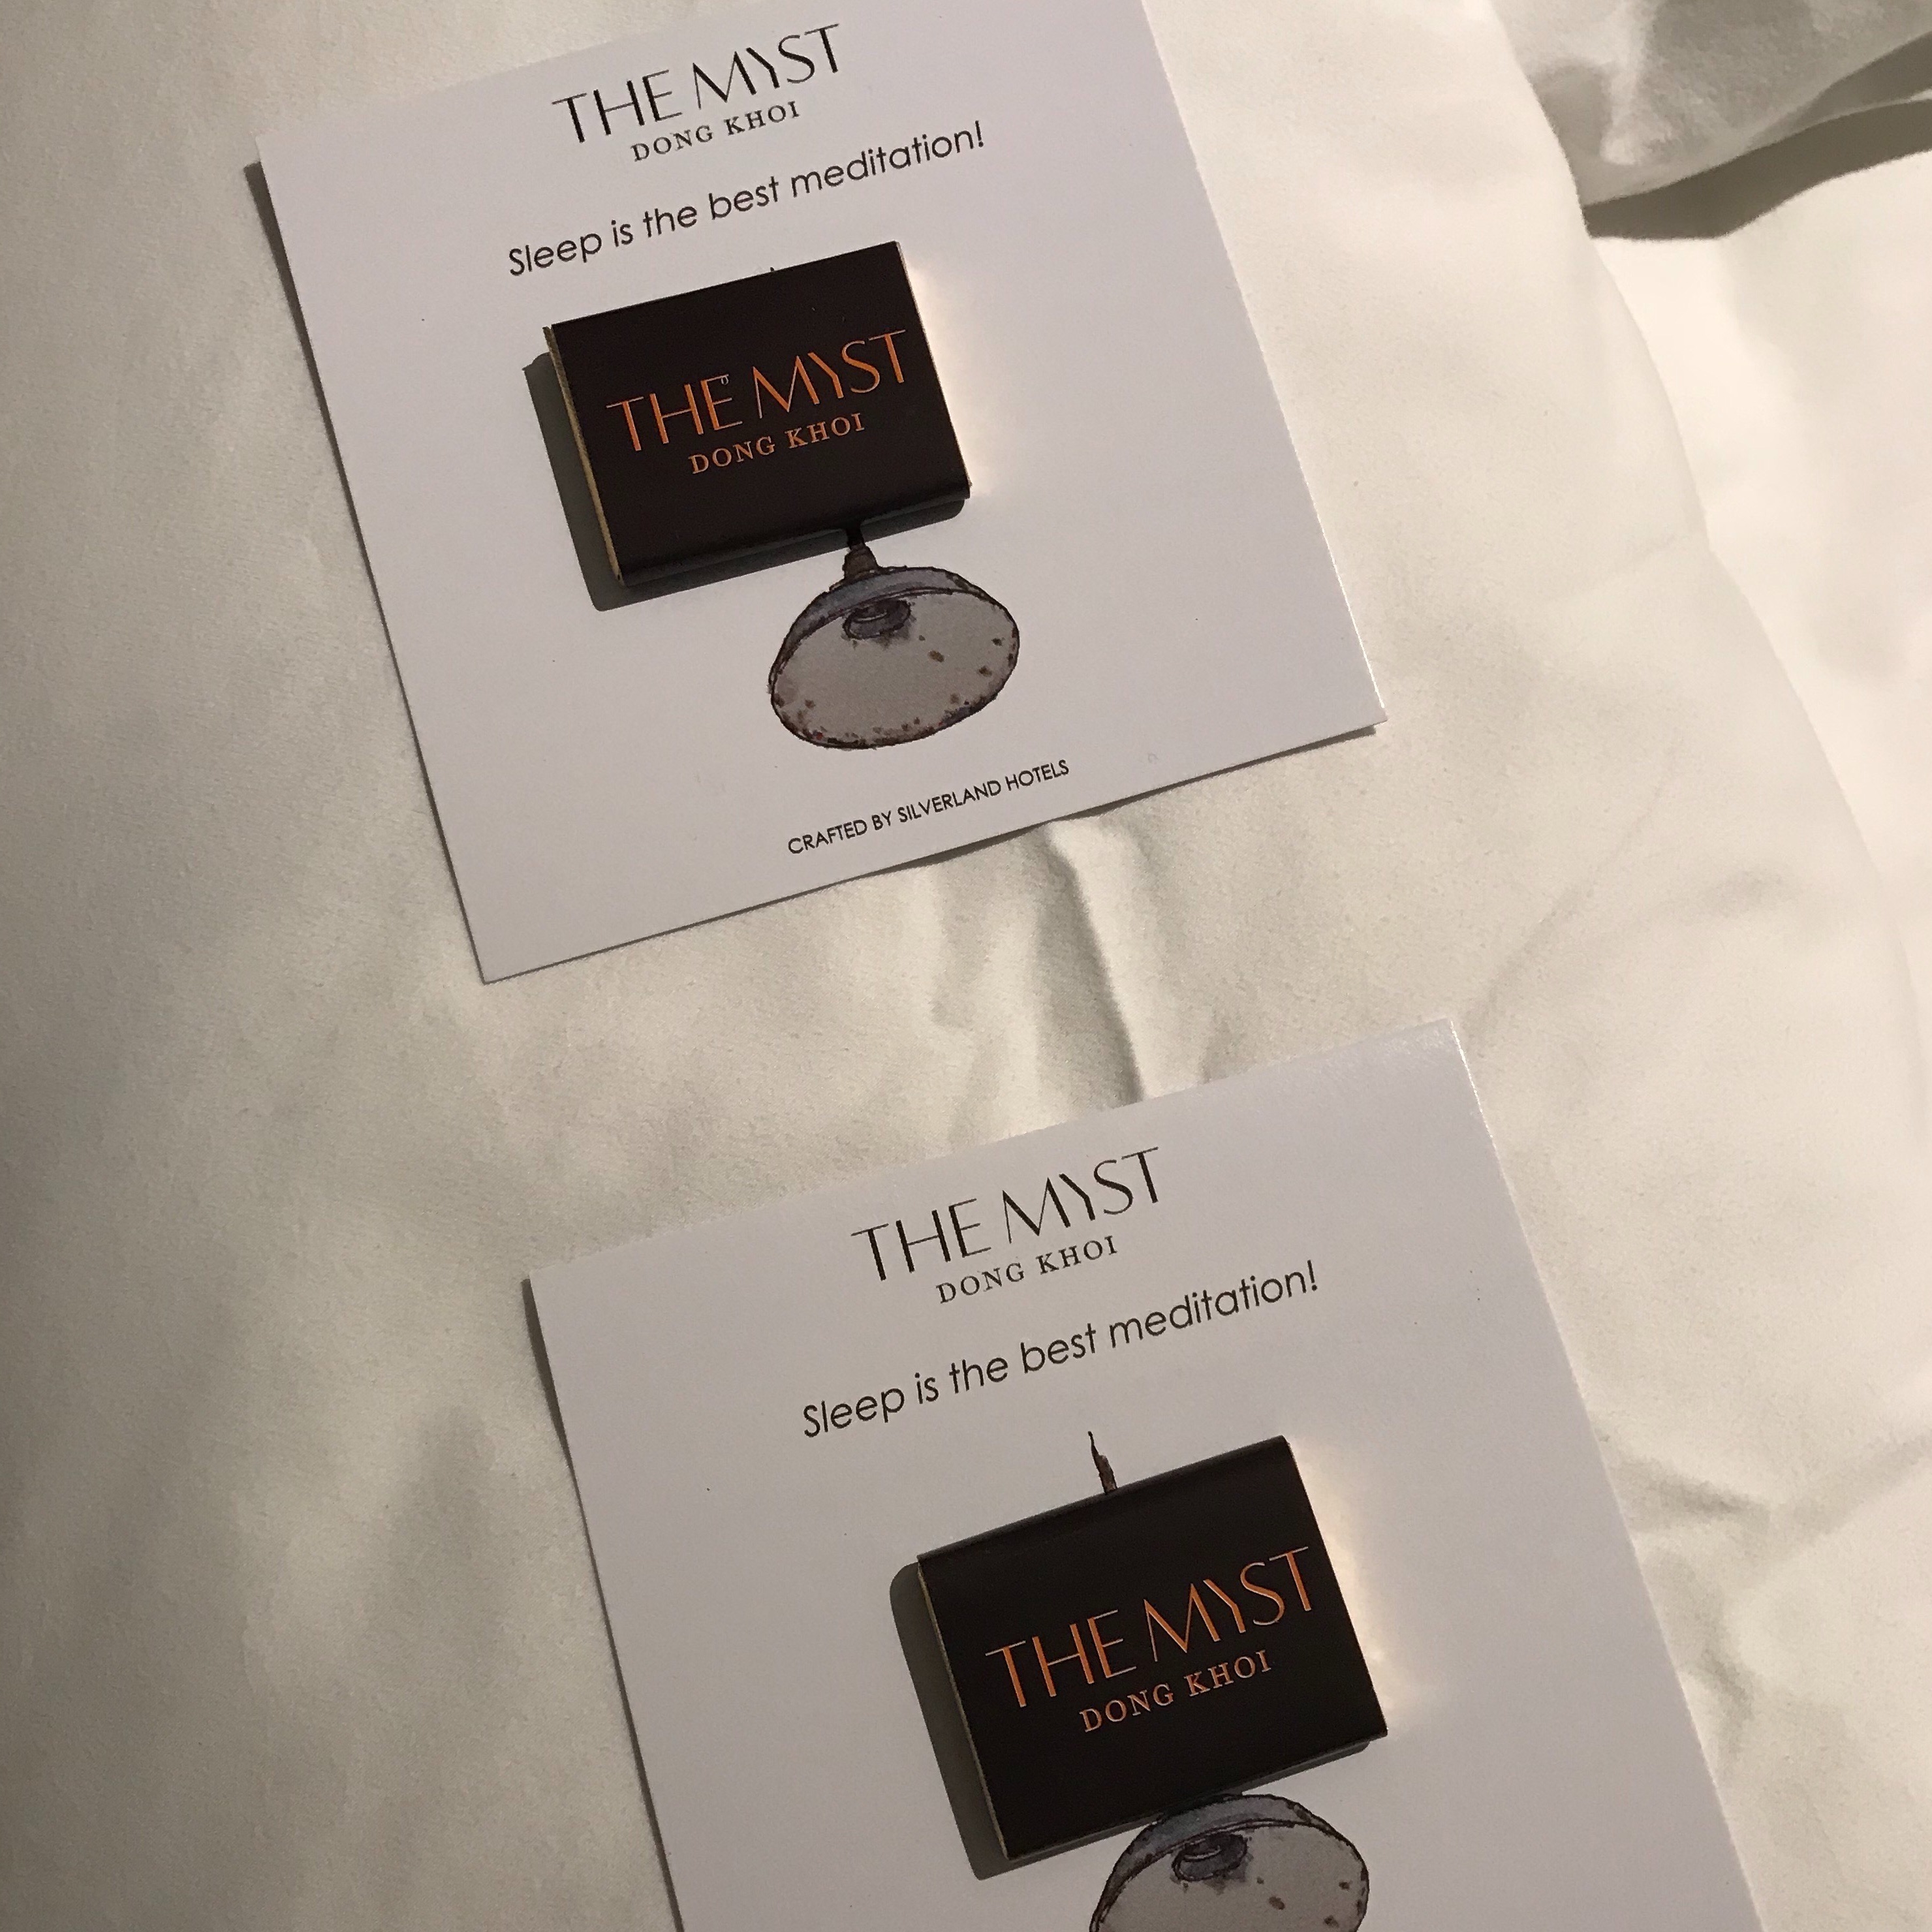 THE MYST
DONG KHOI
Sleep is the best meditation!
THE MYST
DONG KHOI
CRAFTED BY SILVERLAND HOTELS
THE MYST
DONG KHOI
Sleep is the best meditation!
THE MYST
DONG KHOI